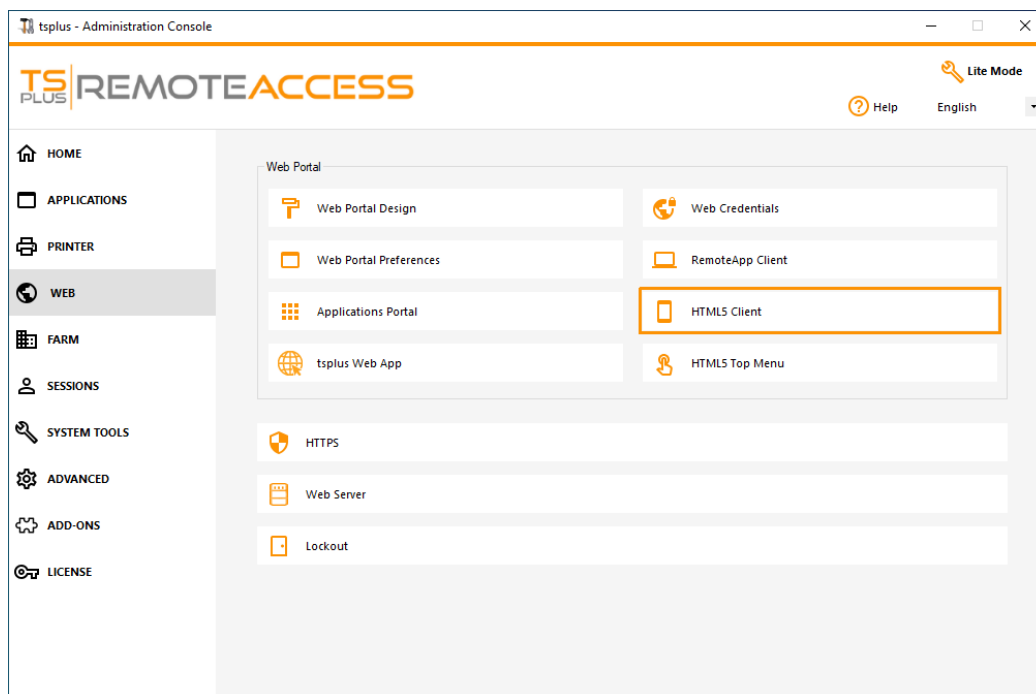 tsplus - Administration Console
TS PLUS REMOTEACCESS
Lite Mode
Help
English
HOME
APPLICATIONS
PRINTER
WEB
FARM
SESSIONS
SYSTEM TOOLS
ADVANCED
ADD-ONS
LICENSE
Web Portal
Web Portal Design
Web Credentials
Web Portal Preferences
RemoteApp Client
Applications Portal
HTML5 Client
tsplus Web App
HTML5 Top Menu
HTTPS
Web Server
Lockout